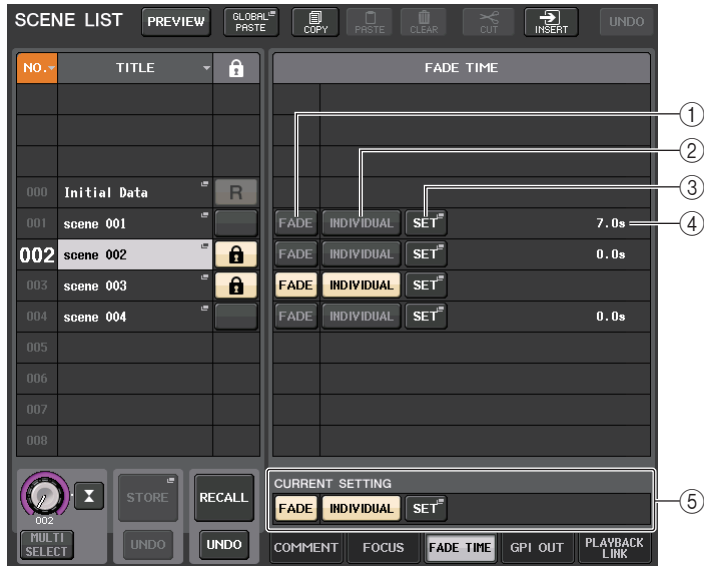 SCENE LIST PREVIEW GLOBAL PASTE COPY PASTE CLEAR CUT INSERT UNDO
NO. TITLE FADE TIME
①
②
③
000 Initial Data R
001 scene 001 FADE INDIVIDUAL SET 7.0s ④
002 scene 002 FADE INDIVIDUAL SET 0.0s
003 scene 003 FADE INDIVIDUAL SET
004 scene 004 FADE INDIVIDUAL SET 0.0s
005
006
007
008
CURRENT SETTING
STORE RECALL FADE INDIVIDUAL SET ⑤
002
MULTI SELECT UNDO UNDO COMMENT FOCUS FADE TIME GPI OUT PLAYBACK LINK